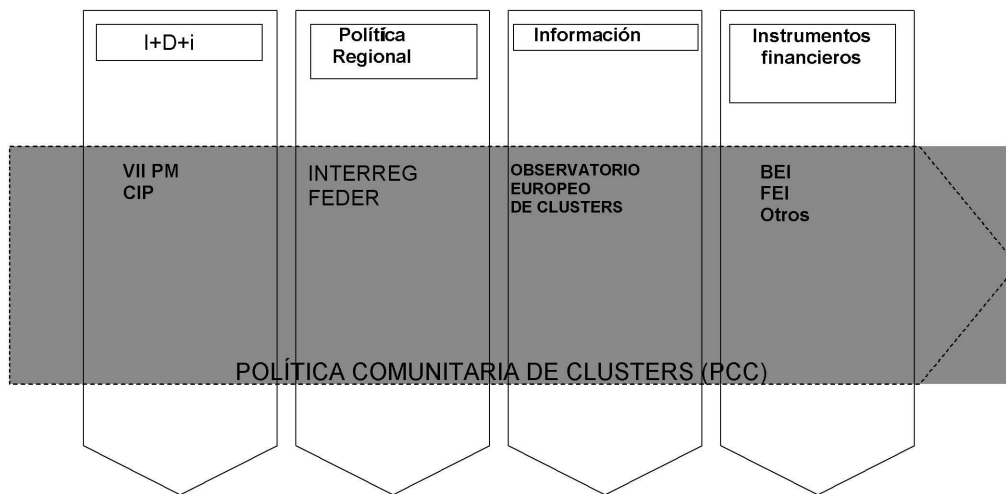 I+D+i
Política
Regional
Información
Instrumentos
financieros
VII PM
CIP
INTERREG
FEDER
OBSERVATORIO
EUROPEO
DE CLUSTERS
BEI
FEI
Otros
POLÍTICA COMUNITARIA DE CLUSTERS (PCC)